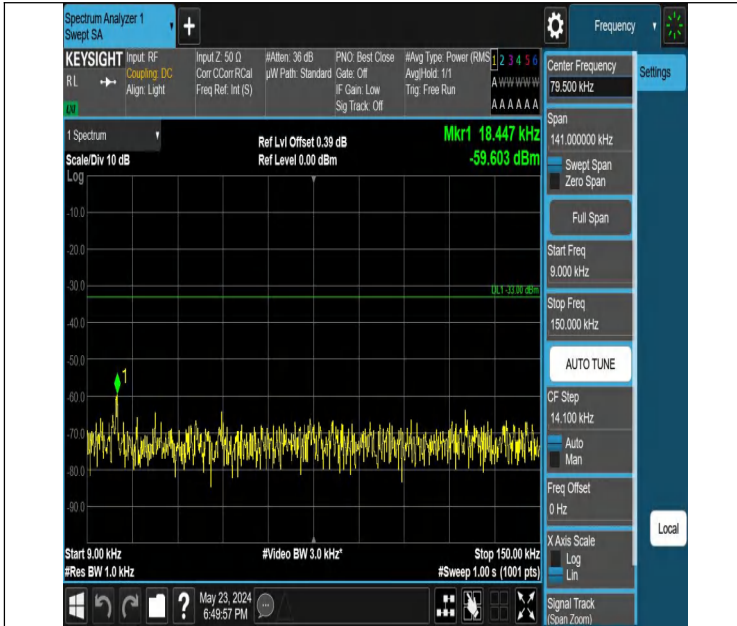 Spectrum Analyzer 1
Swept SA
+
Frequency
KEYSIGHT
RL
Input: RF
Coupling: DC
Align: Light
Input Z: 50 Ω
Corr CCorr RCal
Freq Ref: Int (S)
#Atten: 36 dB
µW Path: Standard
PNO: Best Close
Gate: Off
IF Gain: Low
Sig Track: Off
#Avg Type: Power (RMS
Avg|Hold: 1/1
Trig: Free Run
1 2 3 4 5 6
A W W W W W
A A A A A A
1 Spectrum
Scale/Div 10 dB
Ref Lvl Offset 0.39 dB
Ref Level 0.00 dBm
Mkr1 18.447 kHz
-59.603 dBm
Log
-10.0
-20.0
-30.0
DL1 -33.00 dBm
-40.0
-50.0
1
-60.0
-70.0
-80.0
-90.0
Start 9.00 kHz
#Video BW 3.0 kHz*
Stop 150.00 kHz
#Res BW 1.0 kHz
#Sweep 1.00 s (1001 pts)
?
May 23, 2024
6:49:57 PM
Center Frequency
79.500 kHz
Settings
Span
141.000000 kHz
Swept Span
Zero Span
Full Span
Start Freq
9.000 kHz
Stop Freq
150.000 kHz
AUTO TUNE
CF Step
14.100 kHz
Auto
Man
Freq Offset
0 Hz
X Axis Scale
Log
Lin
Local
Signal Track
(Span Zoom)